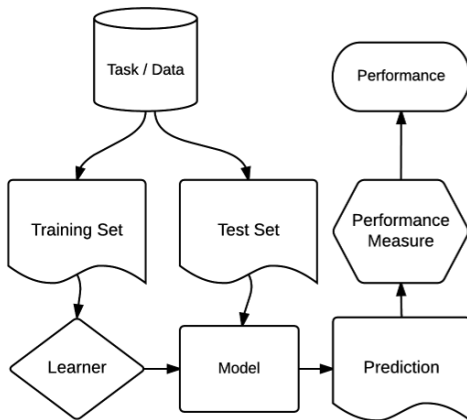 Task / Data
Performance
Training Set
Test Set
Performance
Measure
Learner
Model
Prediction